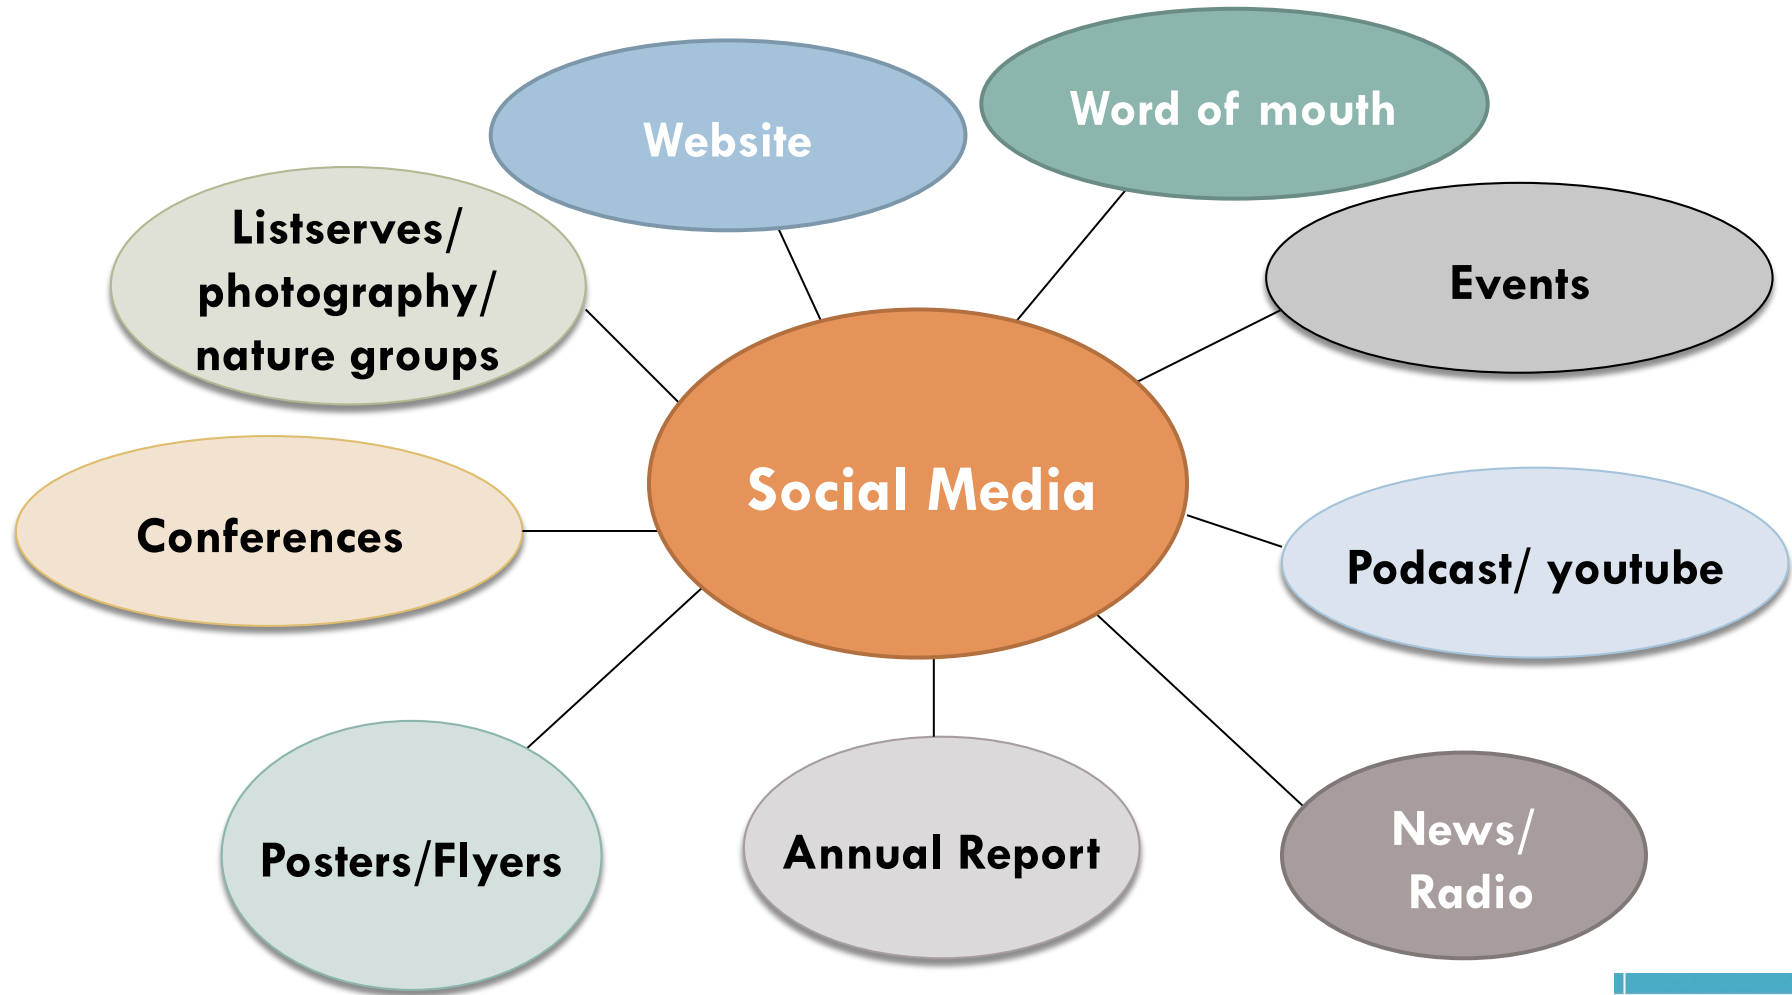 Website
Word of mouth
Listserves/
photography/
nature groups
Events
Social Media
Conferences
Podcast/ youtube
Posters/Flyers
Annual Report
News/
Radio